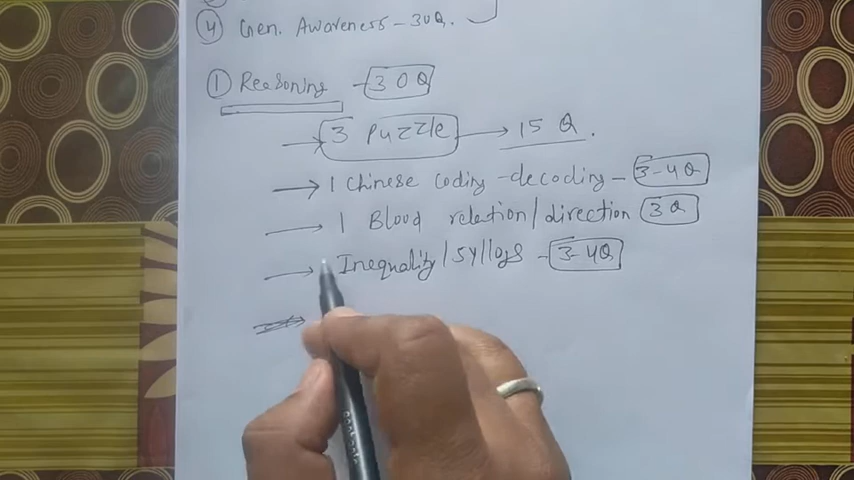 ④ Gen. Awareness - 30Q.
① Reasoning - 30Q
→ 3 Puzzle → 15 Q.
→ 1 Chinese Coding-decoding - 3-4Q
→ 1 Blood relation/direction 3Q
→ Inequality/Syllogs - 3-4Q